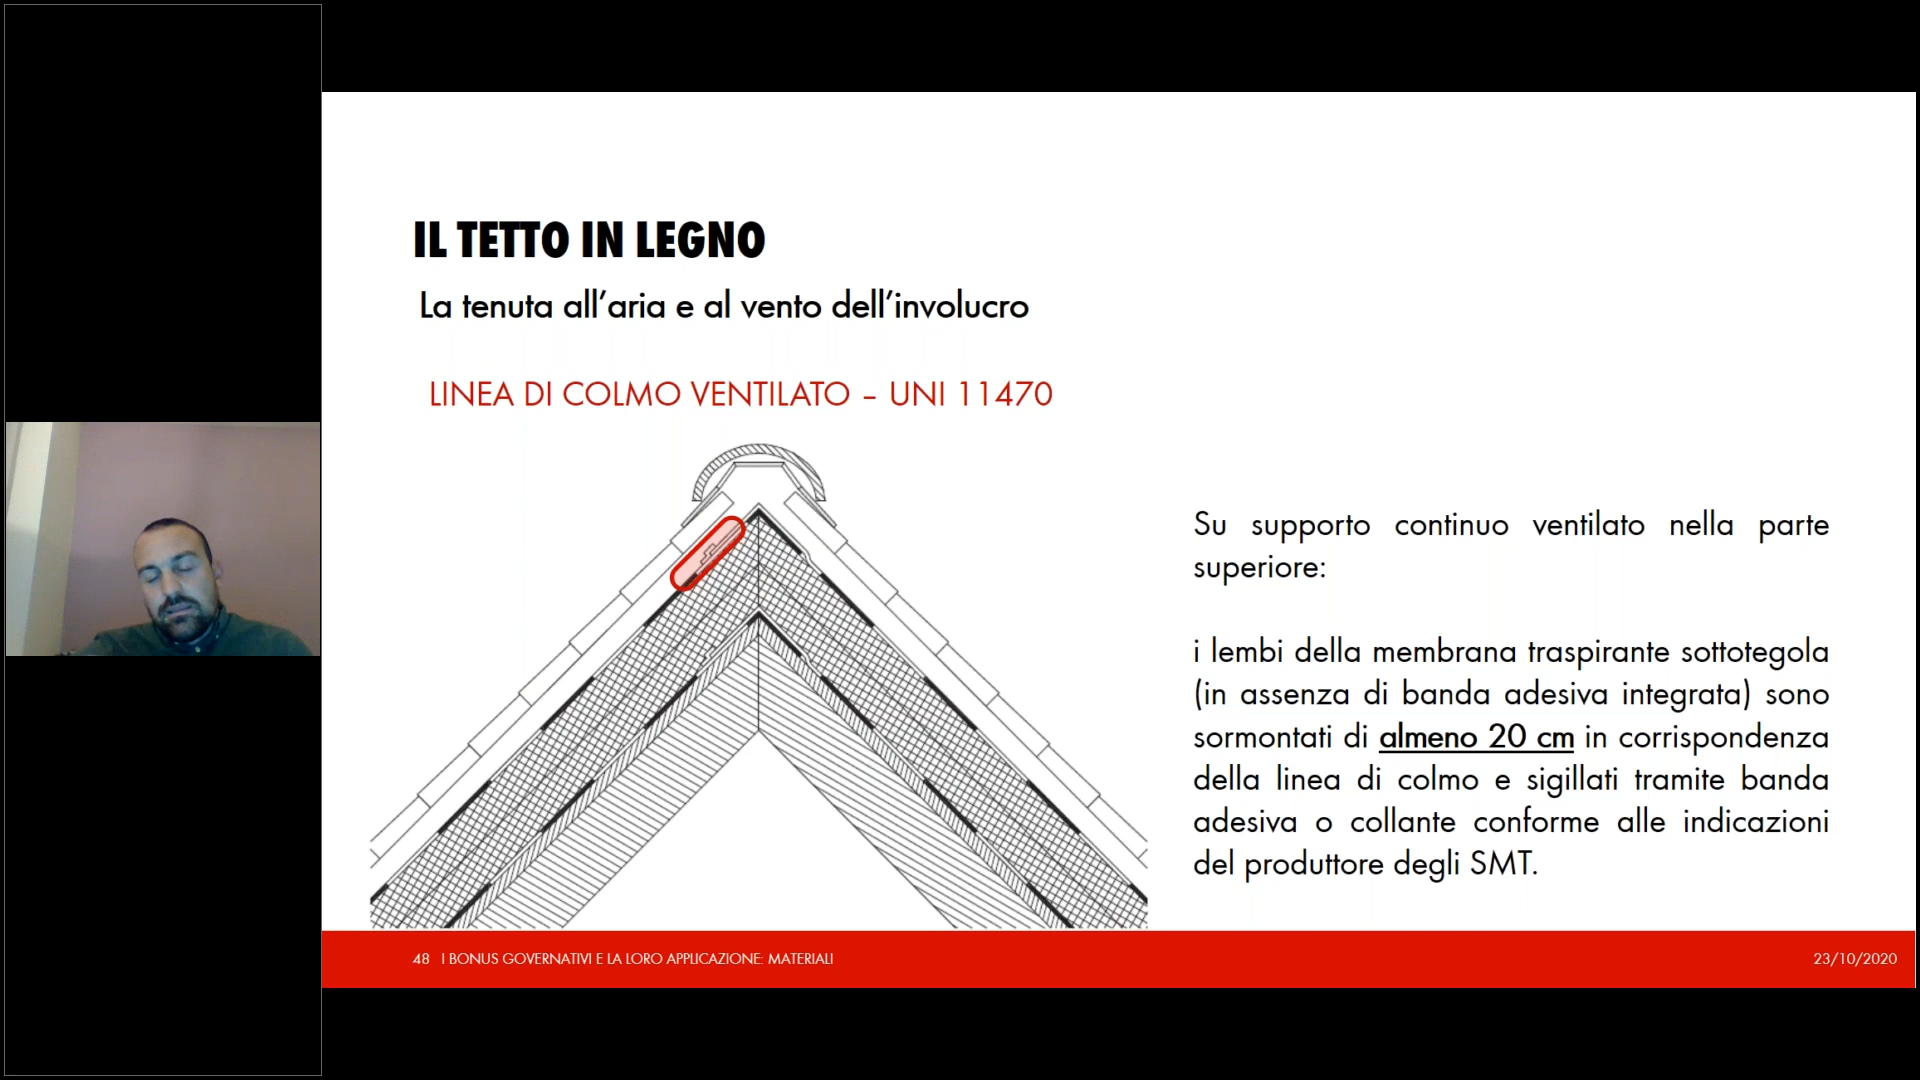 IL TETTO IN LEGNO
La tenuta all’aria e al vento dell’involucro
LINEA DI COLMO VENTILATO – UNI 11470
Su supporto continuo ventilato nella parte
superiore:
i lembi della membrana traspirante sottotegola
(in assenza di banda adesiva integrata) sono
sormontati di almeno 20 cm in corrispondenza
della linea di colmo e sigillati tramite banda
adesiva o collante conforme alle indicazioni
del produttore degli SMT.
48 I BONUS GOVERNATIVI E LA LORO APPLICAZIONE: MATERIALI
23/10/2020